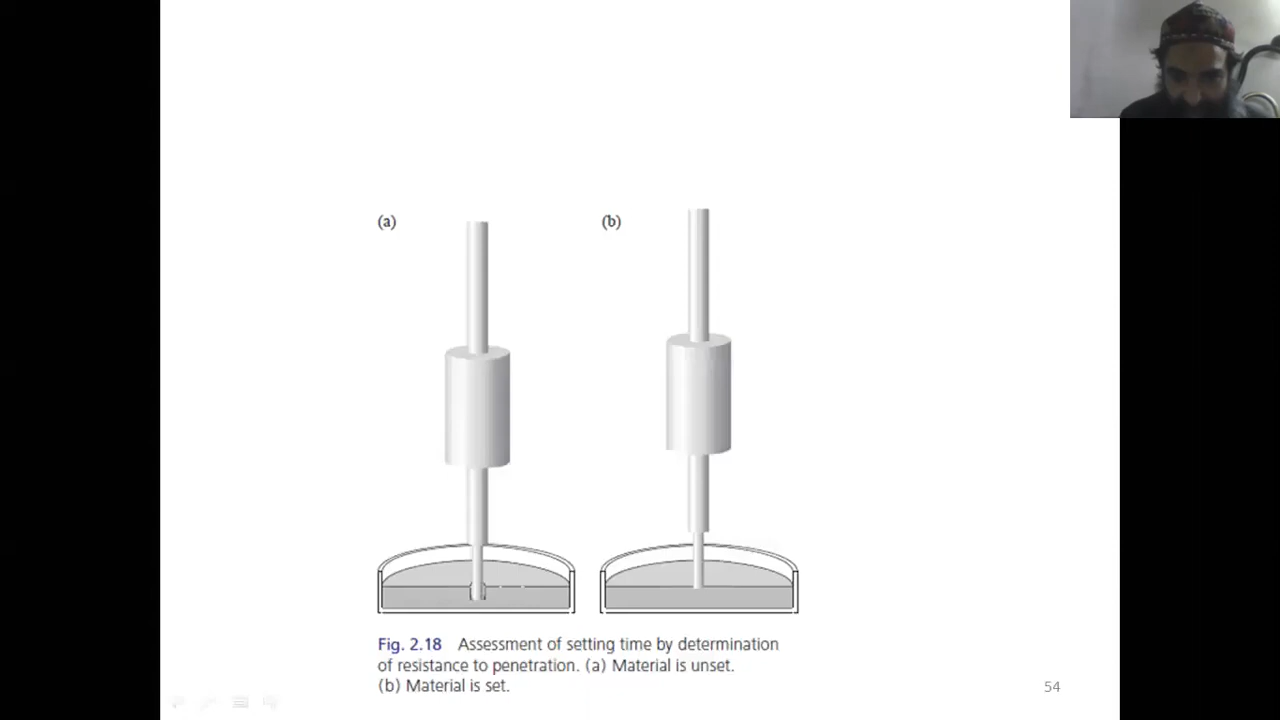 (a)
(b)
Fig. 2.18 Assessment of setting time by determination
of resistance to penetration. (a) Material is unset.
(b) Material is set.
54